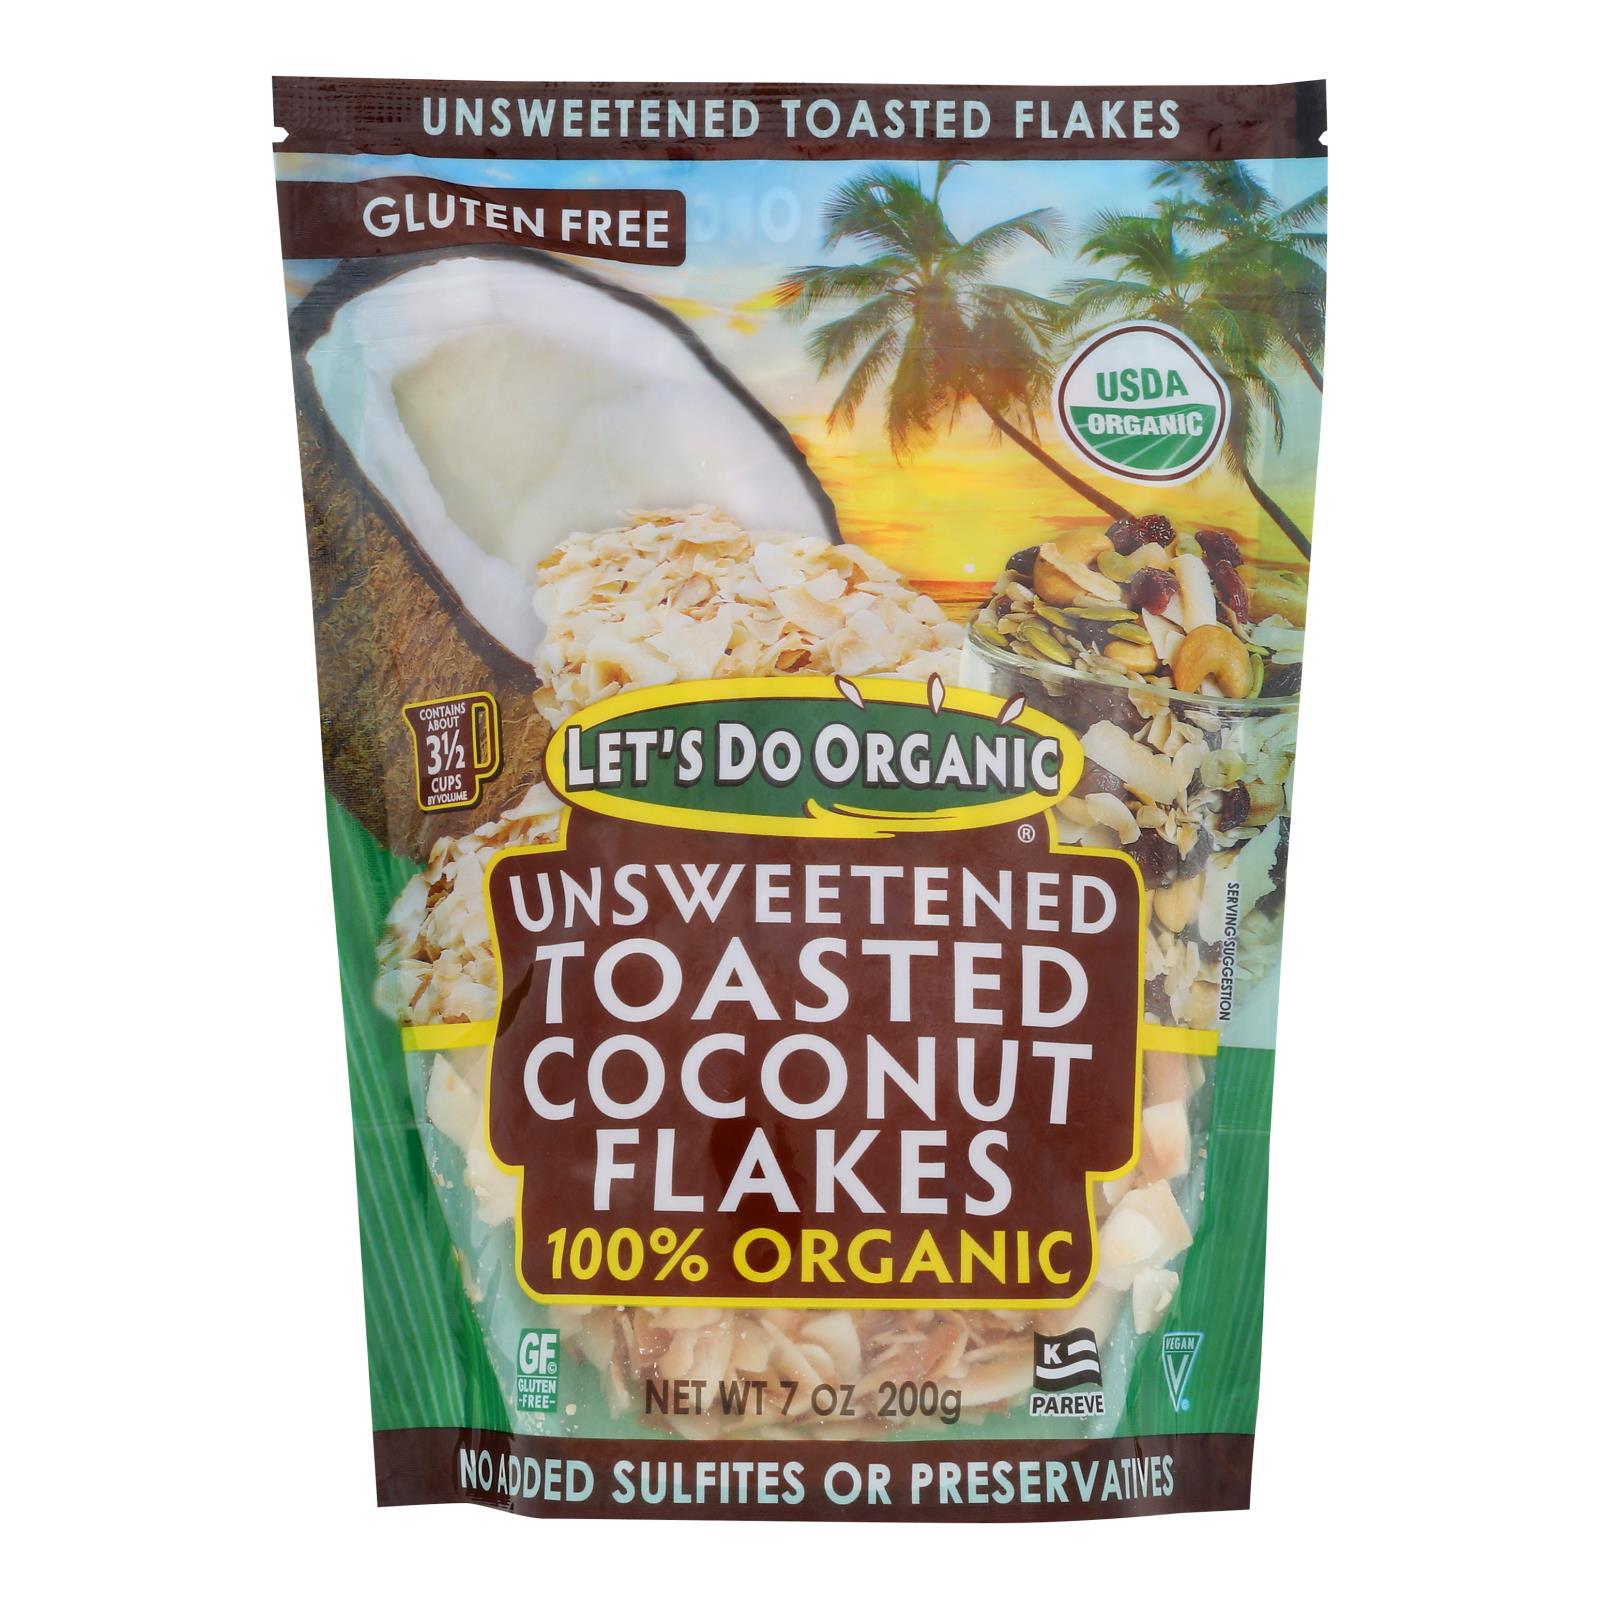 UNSWEETENED TOASTED FLAKES
GLUTEN FREE
USDA
ORGANIC
CONTAINS
ABOUT
3½
CUPS
BY VOLUME
LET'S DO ORGANIC
®
UNSWEETENED
TOASTED
COCONUT
FLAKES
100% ORGANIC
SERVING SUGGESTION
GF
GLUTEN
-FREE-
NET WT 7 OZ 200g
K
PAREVE
VEGAN
V
NO ADDED SULFITES OR PRESERVATIVES